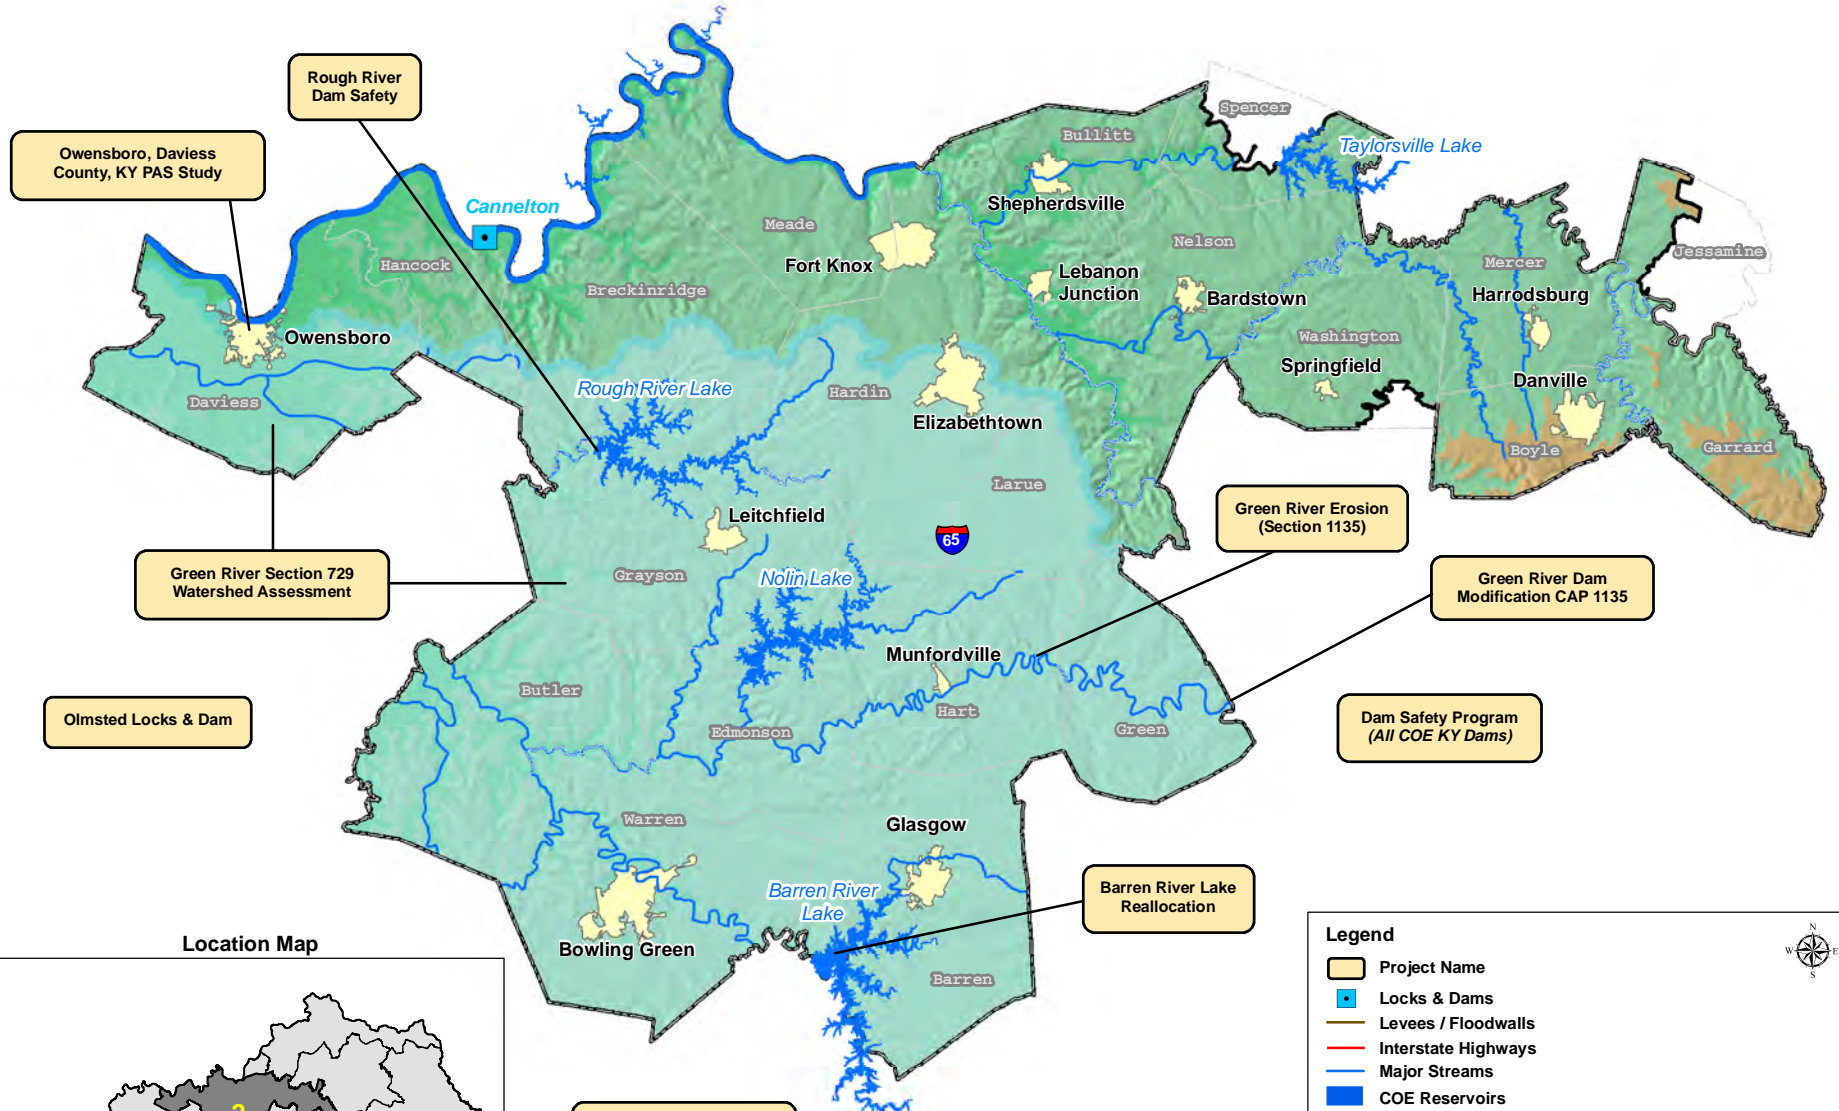 Rough River
Dam Safety
Owensboro, Daviess
County, KY PAS Study
Spencer
Bullitt
Taylorsville Lake
Cannelton
Shepherdsville
Meade
Nelson
Jessamine
Hancock
Fort Knox
Lebanon
Junction
Mercer
Breckinridge
Bardstown
Harrodsburg
Owensboro
Washington
Springfield
Danville
Rough River Lake
Hardin
Daviess
Elizabethtown
Boyle
Garrard
Larue
Leitchfield
Green River Erosion
(Section 1135)
65
Green River Section 729
Watershed Assessment
Grayson
Nolin Lake
Green River Dam
Modification CAP 1135
Munfordville
Butler
Hart
Edmonson
Green
Olmsted Locks & Dam
Dam Safety Program
(All COE KY Dams)
Warren
Glasgow
Barren River
Lake
Barren River Lake
Reallocation
Bowling Green
Barren
Location Map
2
Legend
N
W
E
S
Project Name
Locks & Dams
Levees / Floodwalls
Interstate Highways
Major Streams
COE Reservoirs